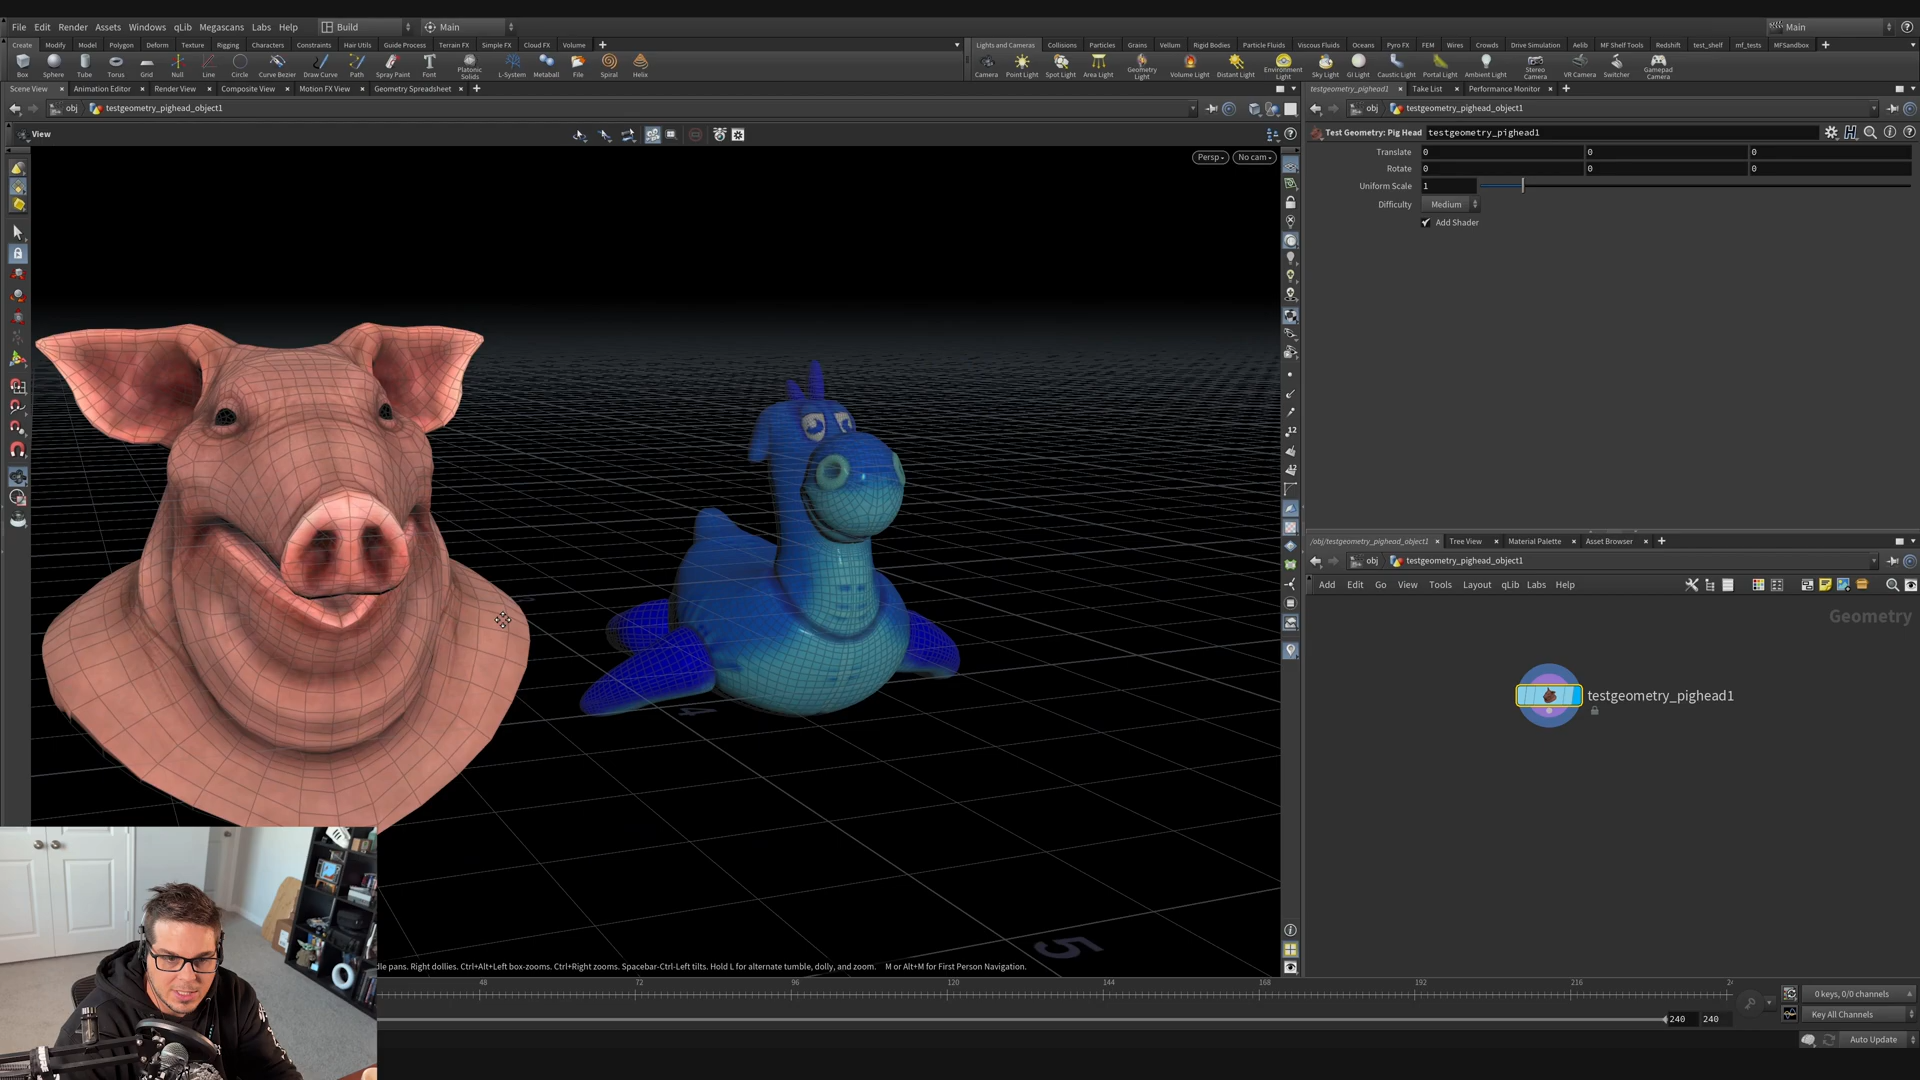 File Edit Render Assets Windows qLib Megascans Labs Help Build Main Main
Create Modify Model Polygon Deform Texture Rigging Characters Constraints Hair Utils Guide Process Terrain FX Simple FX Cloud FX Volume
Lights and Cameras Collisions Particles Grains Vellum Rigid Bodies Particle Fluids Viscous Fluids Oceans Pyro FX FEM Wires Crowds Drive Simulation Aelib MF Shelf Tools Redshift test_shelf mf_tests MFSandbox
Box Sphere Tube Torus Grid Null Line Circle Curve Bezier Draw Curve Path Spray Paint Font Platonic Solids L-System Metaball File Spiral Helix
Camera Point Light Spot Light Area Light Geometry Light Volume Light Distant Light Environment Light Sky Light GI Light Caustic Light Portal Light Ambient Light Stereo Camera VR Camera Switcher Gamepad Camera
Scene View Animation Editor Render View Composite View Motion FX View Geometry Spreadsheet
testgeometry_pighead1 Take List Performance Monitor
obj testgeometry_pighead_object1
obj testgeometry_pighead_object1
View
Test Geometry: Pig Head testgeometry_pighead1
Persp No cam
Translate 0 0 0
Rotate 0 0 0
Uniform Scale 1
Difficulty Medium
Add Shader
12
12
/obj/testgeometry_pighead_object1 Tree View Material Palette Asset Browser
obj testgeometry_pighead_object1
Add Edit Go View Tools Layout qLib Labs Help
Geometry
testgeometry_pighead1
4
5
dle pans. Right dollies. Ctrl+Alt+Left box-zooms. Ctrl+Right zooms. Spacebar-Ctrl-Left tilts. Hold L for alternate tumble, dolly, and zoom. M or Alt+M for First Person Navigation.
48 72 96 120 144 168 192 216 24
0 keys, 0/0 channels
240 240
Key All Channels
Auto Update